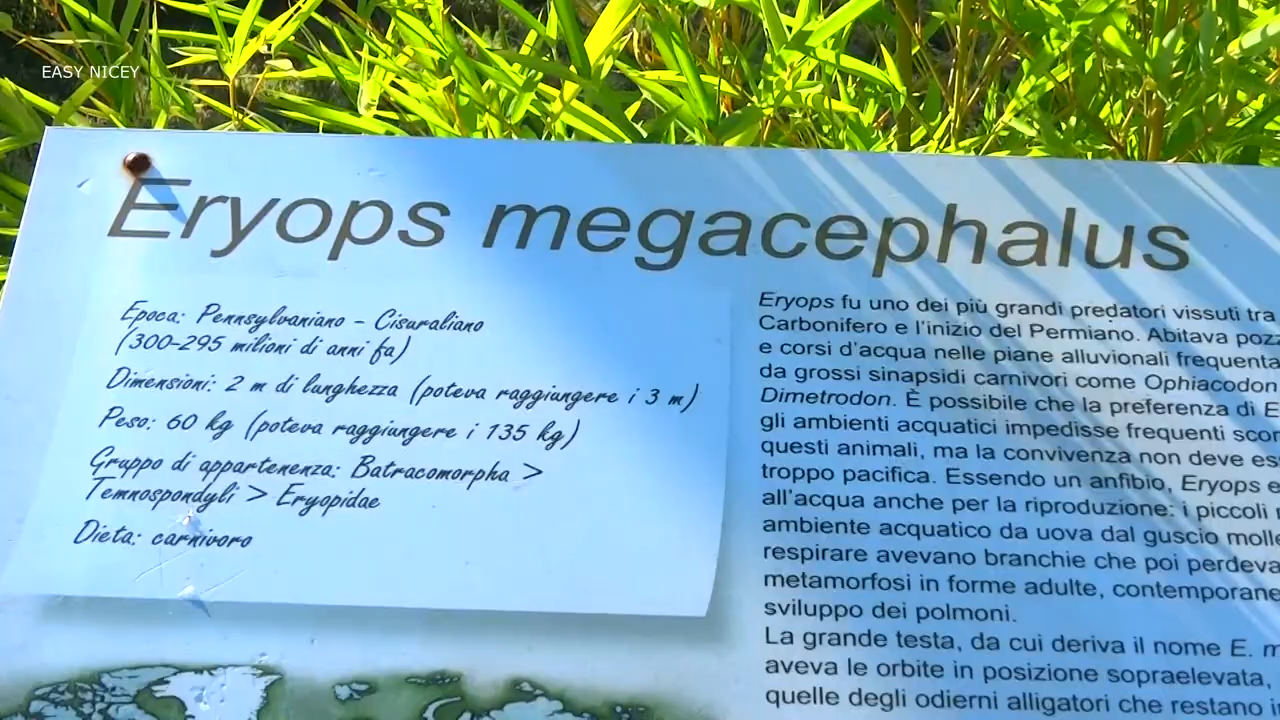 EASY NICEY
Eryops megacephalus
Epoca: Pennsylvaniano - Cisuraliano
(300-295 milioni di anni fa)
Dimensioni: 2 m di lunghezza (poteva raggiungere i 3 m)
Peso: 60 kg (poteva raggiungere i 135 kg)
Gruppo di appartenenza: Batracomorpha >
Temnospondyli > Eryopidae
Dieta: carnivoro
Eryops fu uno dei più grandi predatori vissuti tra
Carbonifero e l'inizio del Permiano. Abitava
e corsi d'acqua nelle piane alluvionali
da grossi sinapsidi carnivori come Ophiacodon
Dimetrodon. È possibile che la preferenza di
gli ambienti acquatici impedisse frequenti
questi animali, ma la convivenza non deve
troppo pacifica. Essendo un anfibio, Eryops
all'acqua anche per la riproduzione: i piccoli
ambiente acquatico da uova dal guscio
respirare avevano branchie che poi
metamorfosi in forme adulte,
sviluppo dei polmoni.
La grande testa, da cui deriva il nome E.
aveva le orbite in posizione sopraelevata,
quelle degli odierni alligatori che restano